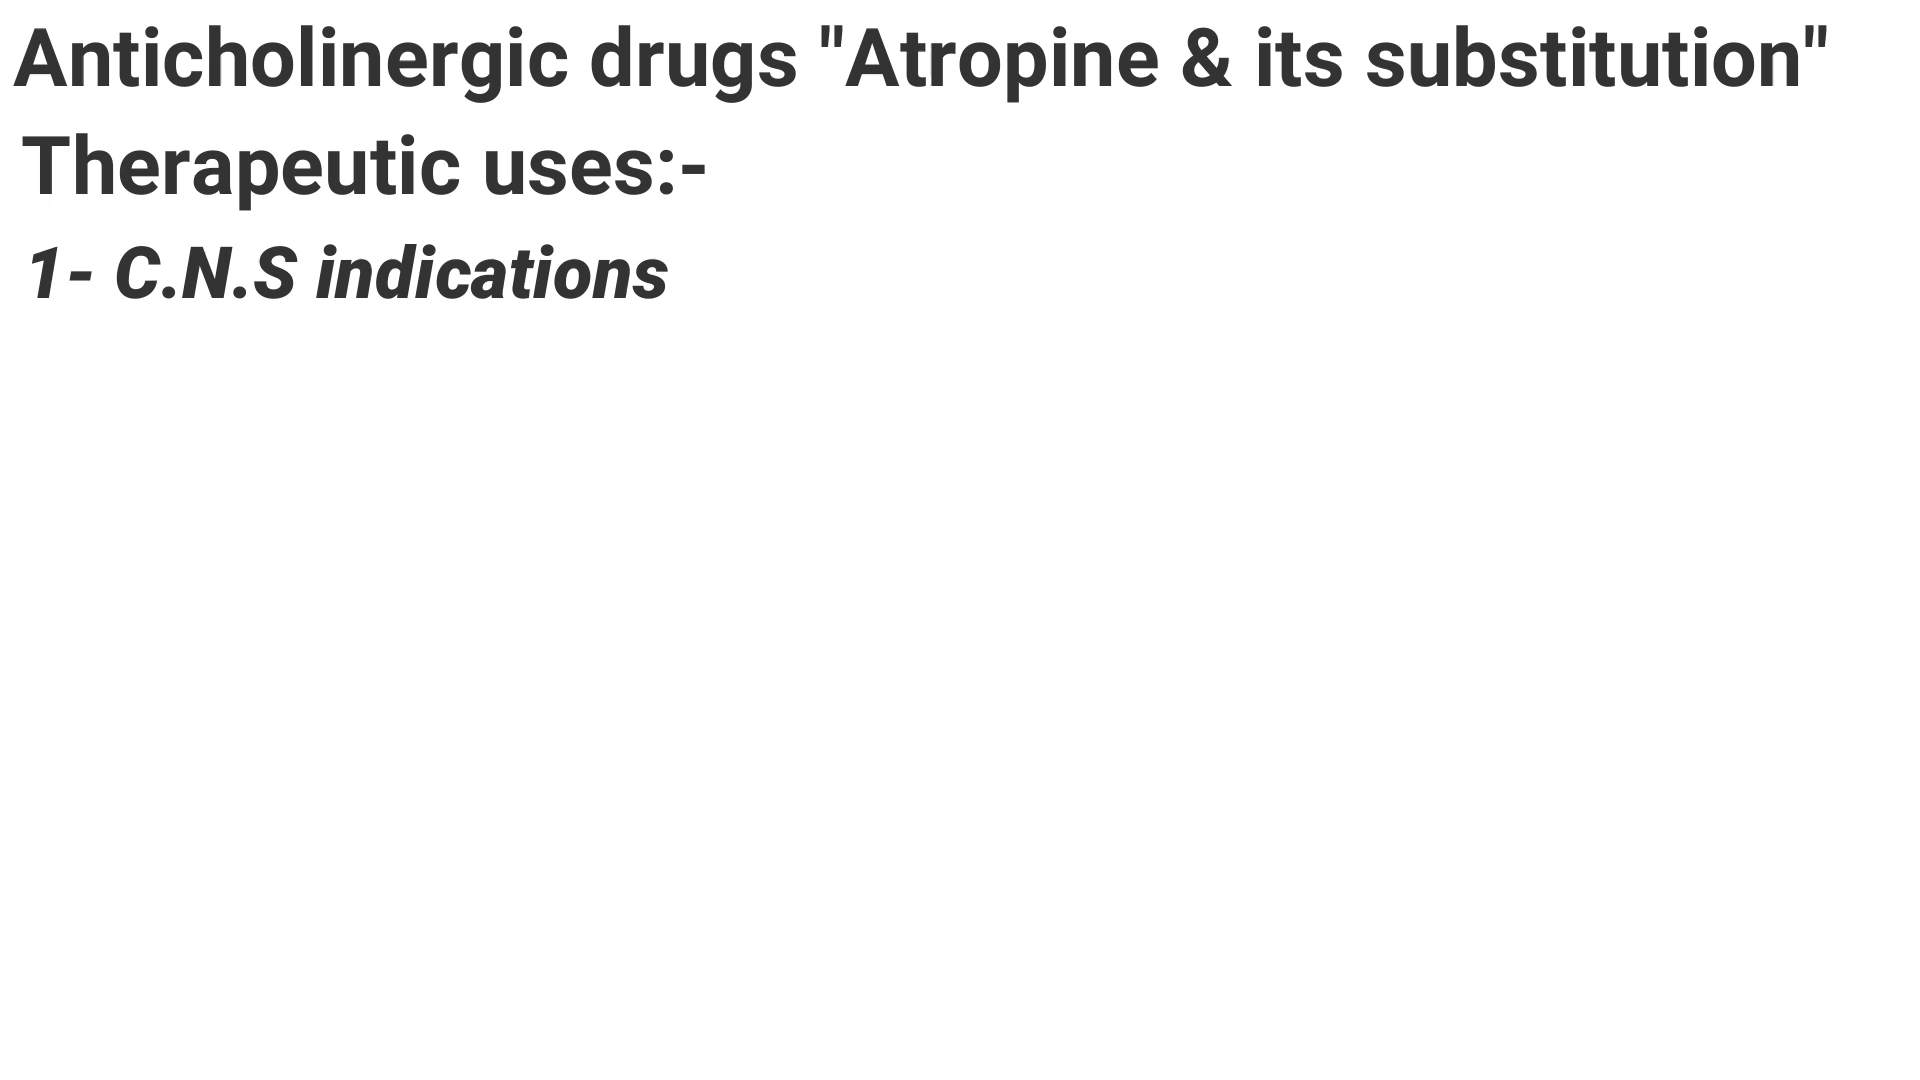 Anticholinergic drugs "Atropine & its substitution"
Therapeutic uses:-
1- C.N.S indications